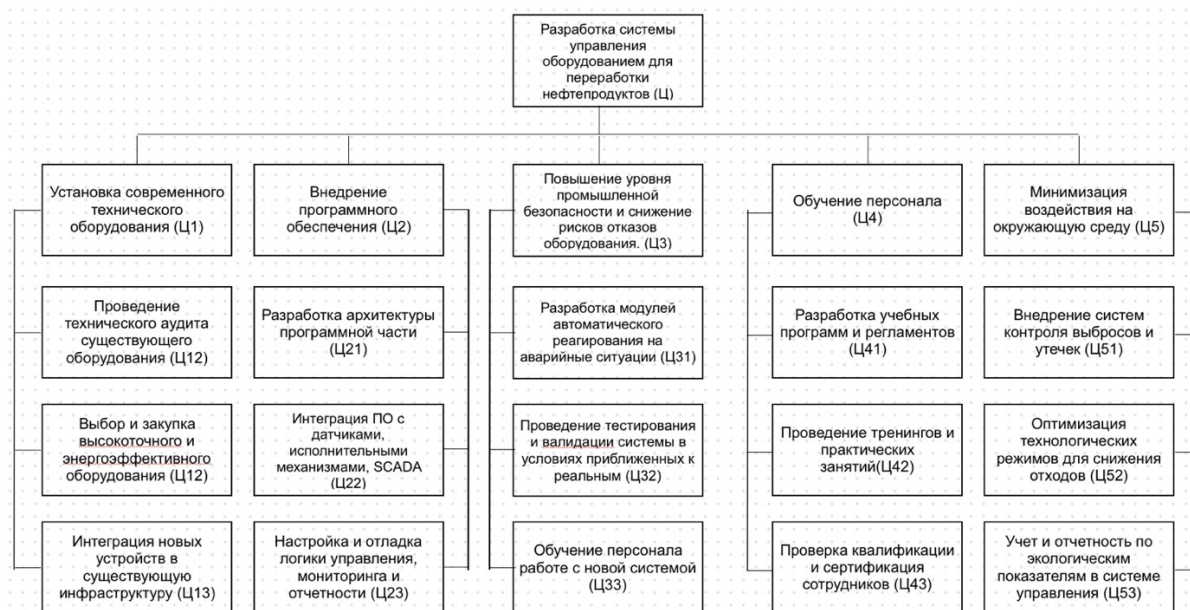 Разработка системы
управления
оборудованием для
переработки
нефтепродуктов (Ц)
Установка современного
технического
оборудования (Ц1)
Внедрение
программного
обеспечения (Ц2)
Повышение уровня
промышленной
безопасности и снижение
рисков отказов
оборудования. (Ц3)
Обучение персонала
(Ц4)
Минимизация
воздействия на
окружающую среду (Ц5)
Проведение
технического аудита
существующего
оборудования (Ц12)
Разработка архитектуры
программной части
(Ц21)
Разработка модулей
автоматического
реагирования на
аварийные ситуации (Ц31)
Разработка учебных
программ и регламентов
(Ц41)
Внедрение систем
контроля выбросов и
утечек (Ц51)
Выбор и закупка
высокоточного и
энергоэффективного
оборудования (Ц12)
Интеграция ПО с
датчиками,
исполнительными
механизмами, SCADA
(Ц22)
Проведение тестирования
и валидации системы в
условиях приближенных к
реальным (Ц32)
Проведение тренингов и
практических
занятий(Ц42)
Оптимизация
технологических
режимов для снижения
отходов (Ц52)
Интеграция новых
устройств в
существующую
инфраструктуру (Ц13)
Настройка и отладка
логики управления,
мониторинга и
отчетности (Ц23)
Обучение персонала
работе с новой системой
(Ц33)
Проверка квалификации
и сертификация
сотрудников (Ц43)
Учет и отчетность по
экологическим
показателям в системе
управления (Ц53)